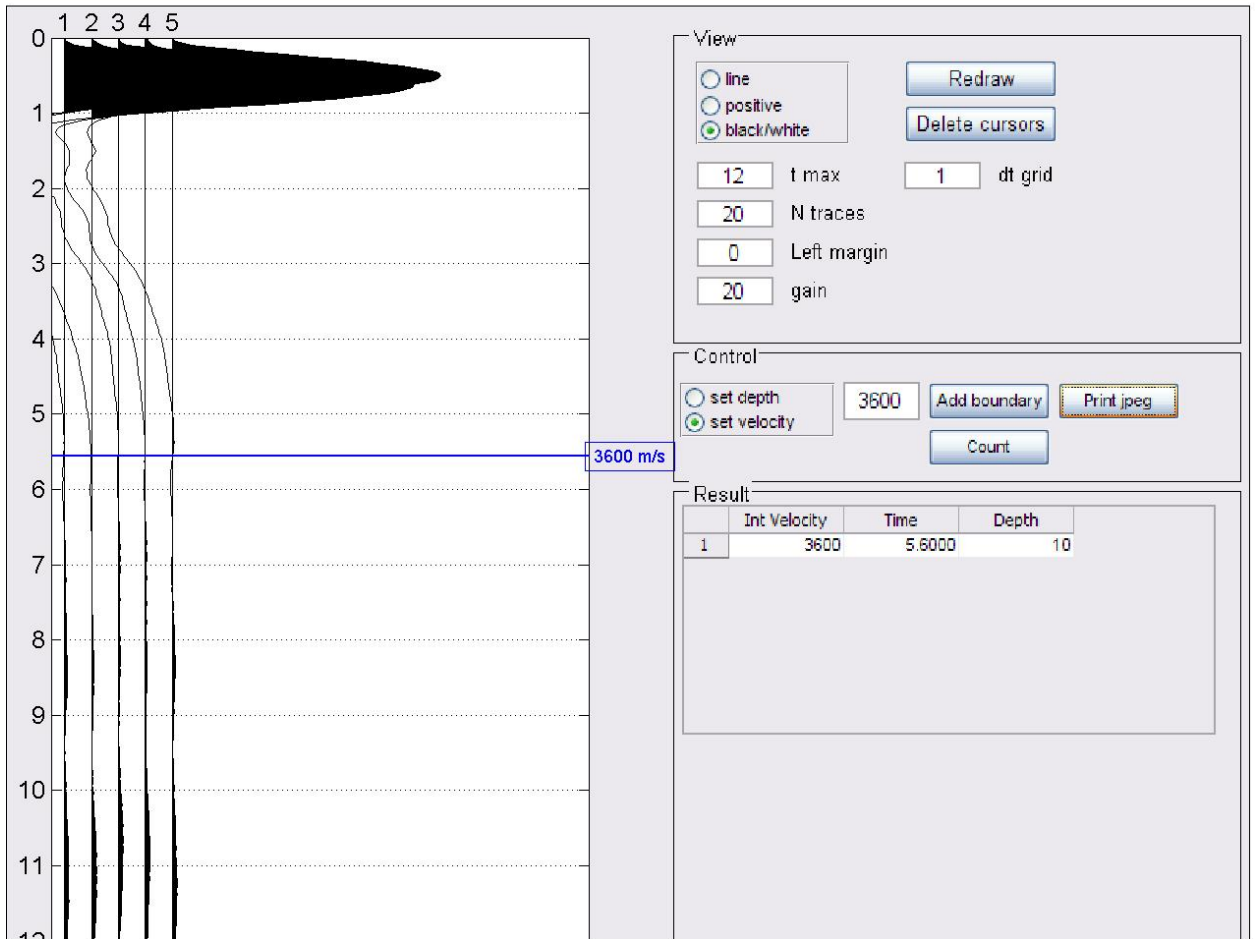 1 2 3 4 5
0
1
2
3
4
5
6
7
8
9
10
11
12
3600 m/s
View
line
positive
black/white
Redraw
Delete cursors
12 t max 1 dt grid
20 N traces
0 Left margin
20 gain
Control
set depth
set velocity
3600 Add boundary Print jpeg
Count
Result
Int Velocity Time Depth
1 3600 5.6000 10